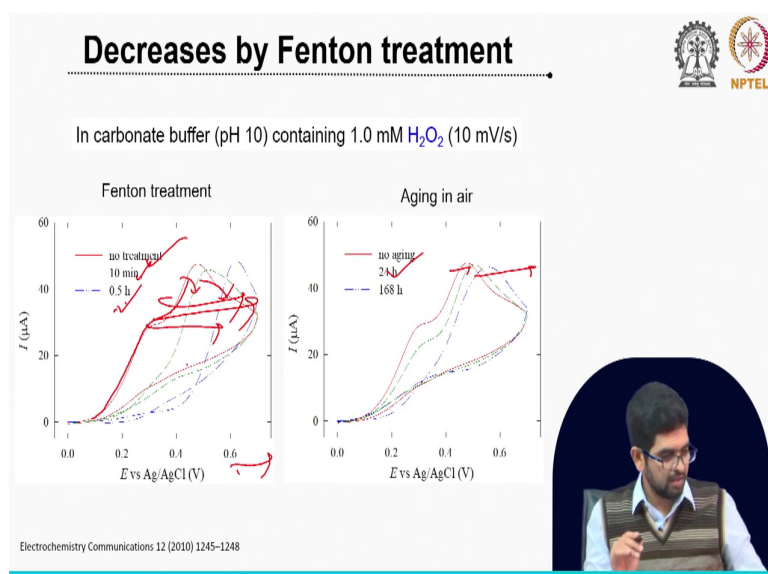 Decreases by Fenton treatment
NPTEL
In carbonate buffer (pH 10) containing 1.0 mM H₂O₂ (10 mV/s)
Fenton treatment
60
40
20
0
I (μA)
no treatment
10 min
0.5 h
0.0 0.2 0.4 0.6
E vs Ag/AgCl (V)
Aging in air
60
40
20
0
I (μA)
no aging
24 h
168 h
0.0 0.2 0.4 0.6
E vs Ag/AgCl (V)
Electrochemistry Communications 12 (2010) 1245–1248